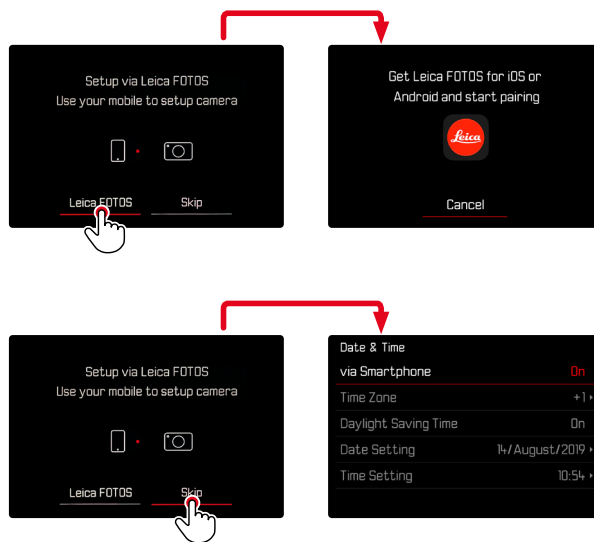 Setup via Leica FOTOS
Use your mobile to setup camera
Leica FOTOS Skip
Get Leica FOTOS for iOS or
Android and start pairing
Leica
Cancel
Setup via Leica FOTOS
Use your mobile to setup camera
Leica FOTOS Skip
Date & Time
via Smartphone On
Time Zone +1
Daylight Saving Time On
Date Setting 14/August/2019
Time Setting 10:54